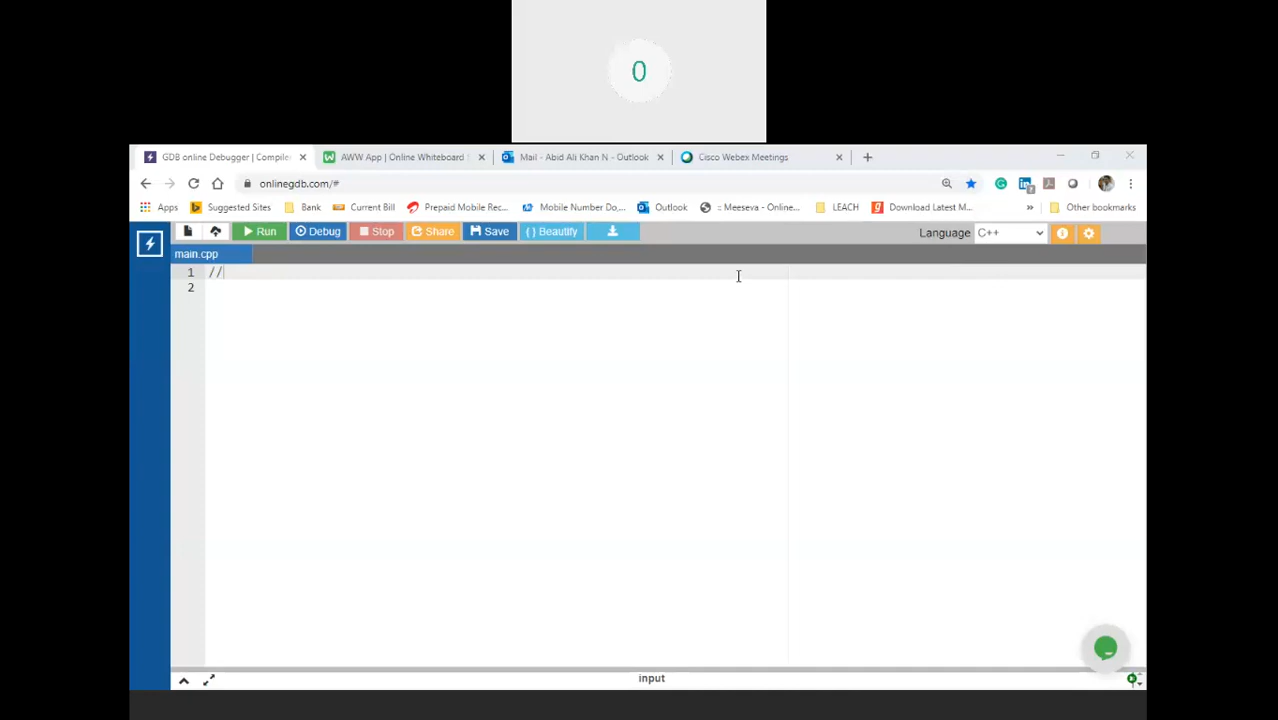 0
GDB online Debugger | Compiler
AWW App | Online Whiteboard
Mail - Abid Ali Khan N - Outlook
Cisco Webex Meetings
onlinegdb.com/#
Apps
Suggested Sites
Bank
Current Bill
Prepaid Mobile Rec...
Mobile Number Do,...
Outlook
:: Meeseva - Online...
LEACH
Download Latest M...
»
Other bookmarks
Run
Debug
Stop
Share
Save
{ } Beautify
Language C++
main.cpp
1 //
2
input